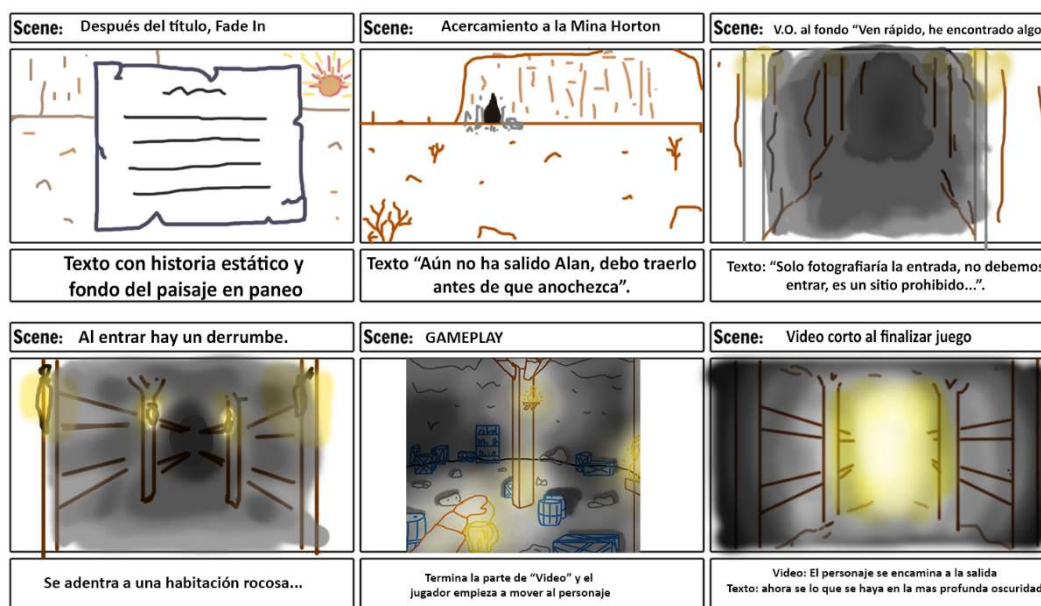 Scene: Después del título, Fade In
Texto con historia estático y
fondo del paisaje en paneo
Scene: Acercamiento a la Mina Horton
Texto “Aún no ha salido Alan, debo traerlo
antes de que anochezca”.
Scene: V.O. al fondo “Ven rápido, he encontrado algo
Texto: “Solo fotografiaría la entrada, no debemos
entrar, es un sitio prohibido...”.
Scene: Al entrar hay un derrumbe.
Se adentra a una habitación rocosa...
Scene: GAMEPLAY
Termina la parte de “Video” y el
jugador empieza a mover al personaje
Scene: Video corto al finalizar juego
Video: El personaje se encamina a la salida
Texto: ahora se lo que se haya en la mas profunda oscuridad